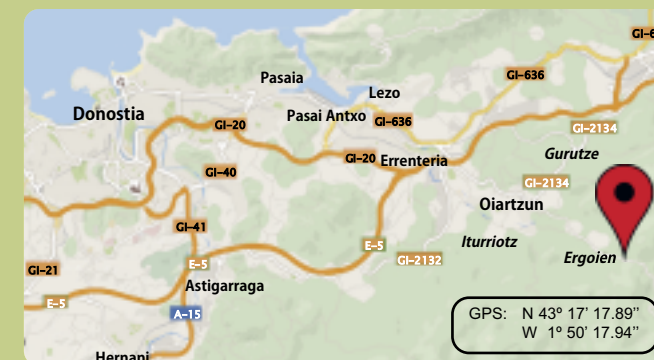 GI-6
Pasaia
GI-636
Lezo
Donostia
Pasai Antxo
GI-636
GI-20
GI-2134
GI-20
Errenteria
Gurutze
GI-40
GI-2134
Oiartzun
GI-41
Iturriotz
E-5
Ergoien
GI-2132
E-5
GI-21
Astigarraga
E-5
A-15
GPS: N 43º 17’ 17.89’’
W 1º 50’ 17.94’’
Hernani